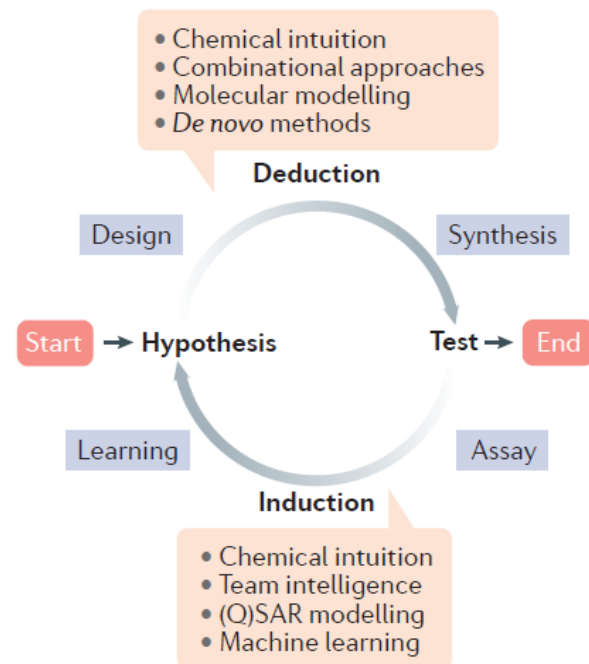 • Chemical intuition
• Combinational approaches
• Molecular modelling
• De novo methods
Deduction
Design
Synthesis
Start
Hypothesis
Test
End
Learning
Assay
Induction
• Chemical intuition
• Team intelligence
• (Q)SAR modelling
• Machine learning